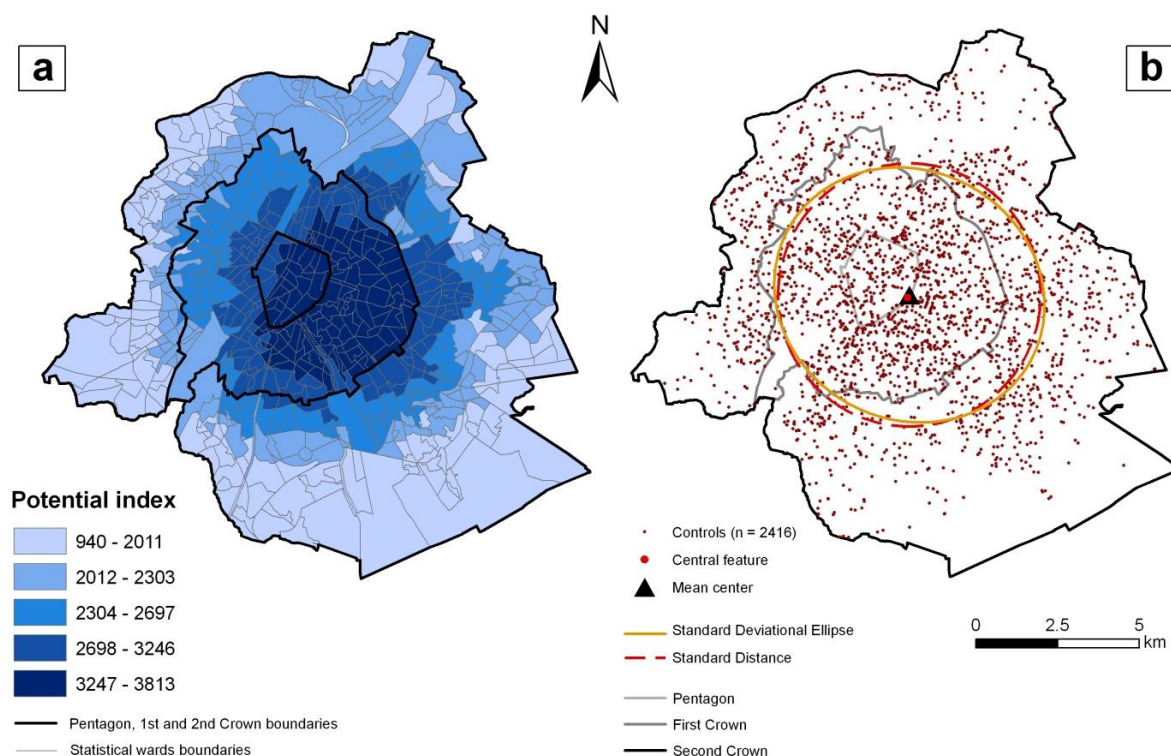 a
N
b
Potential index
940 - 2011
2012 - 2303
2304 - 2697
2698 - 3246
3247 - 3813
Pentagon, 1st and 2nd Crown boundaries
Statistical wards boundaries
Controls (n = 2416)
Central feature
Mean center
Standard Deviational Ellipse
Standard Distance
Pentagon
First Crown
Second Crown
0 2.5 5
km